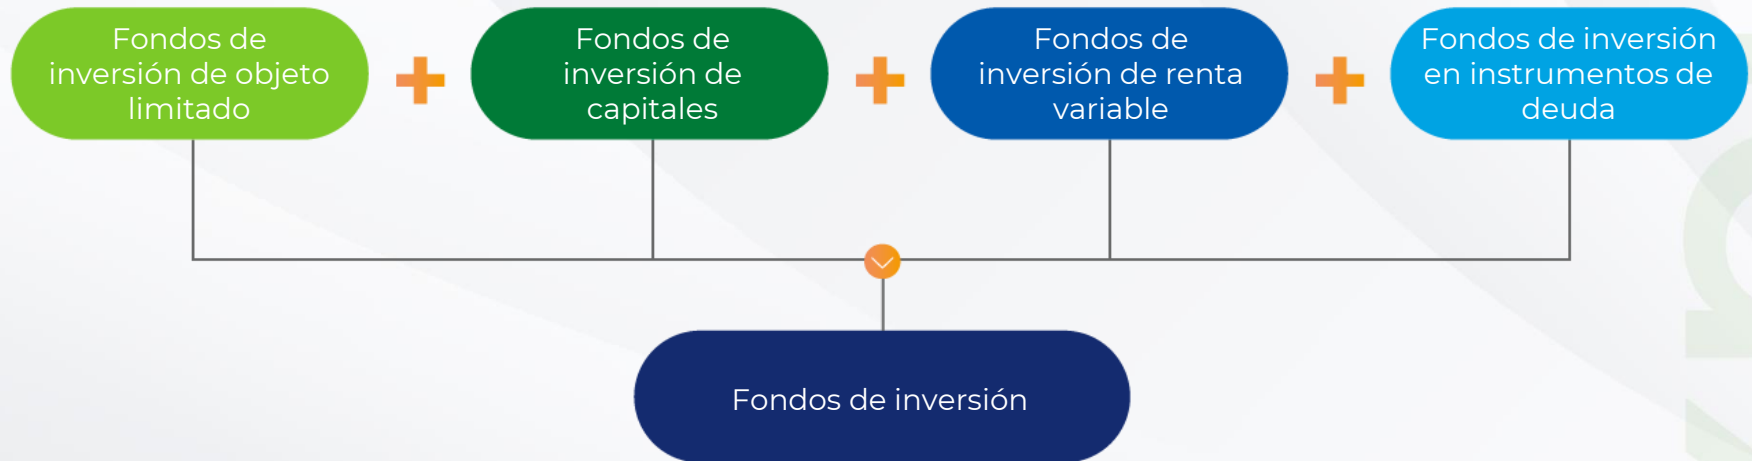 Fondos de
inversión de objeto
limitado
Fondos de
inversión de
capitales
Fondos de
inversión de renta
variable
Fondos de inversión
en instrumentos de
deuda
Fondos de inversión